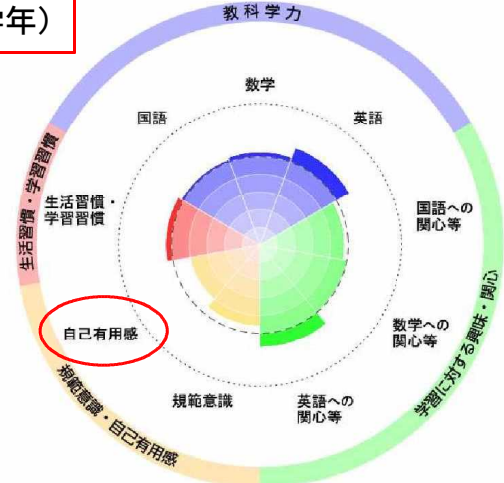 学年）
教科学力
数学
国語
英語
生活習慣・学習習慣
生活習慣・
学習習慣
国語への
関心等
自己有用感
数学への
関心等
学習に対する興味・関心
規範意識
英語への
関心等
規範意識・自己有用感